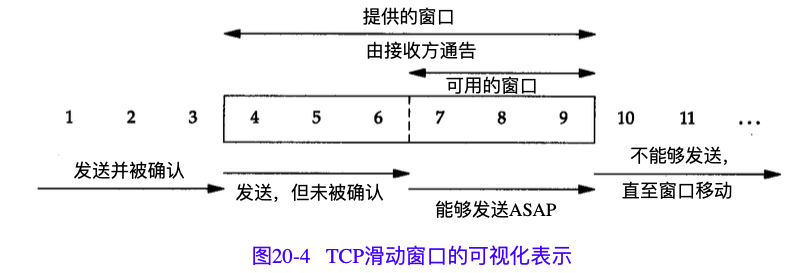 提供的窗口
由接收方通告
可用的窗口
1 2 3 4 5 6 7 8 9 10 11 ...
发送并被确认
发送，但未被确认
能够发送ASAP
不能够发送，
直至窗口移动
图20-4 TCP滑动窗口的可视化表示